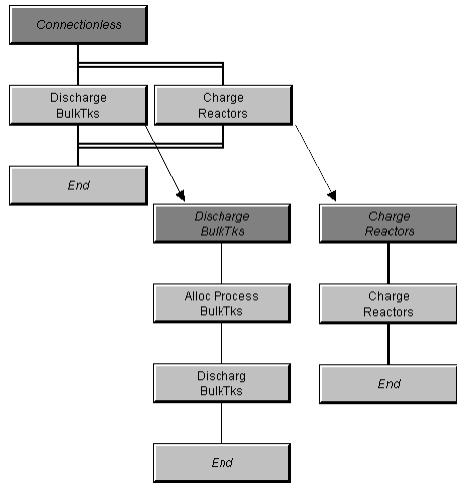 Connectionless
Discharge
BulkTks
Charge
Reactors
End
Discharge
BulkTks
Charge
Reactors
Alloc Process
BulkTks
Charge
Reactors
Discharg
BulkTks
End
End